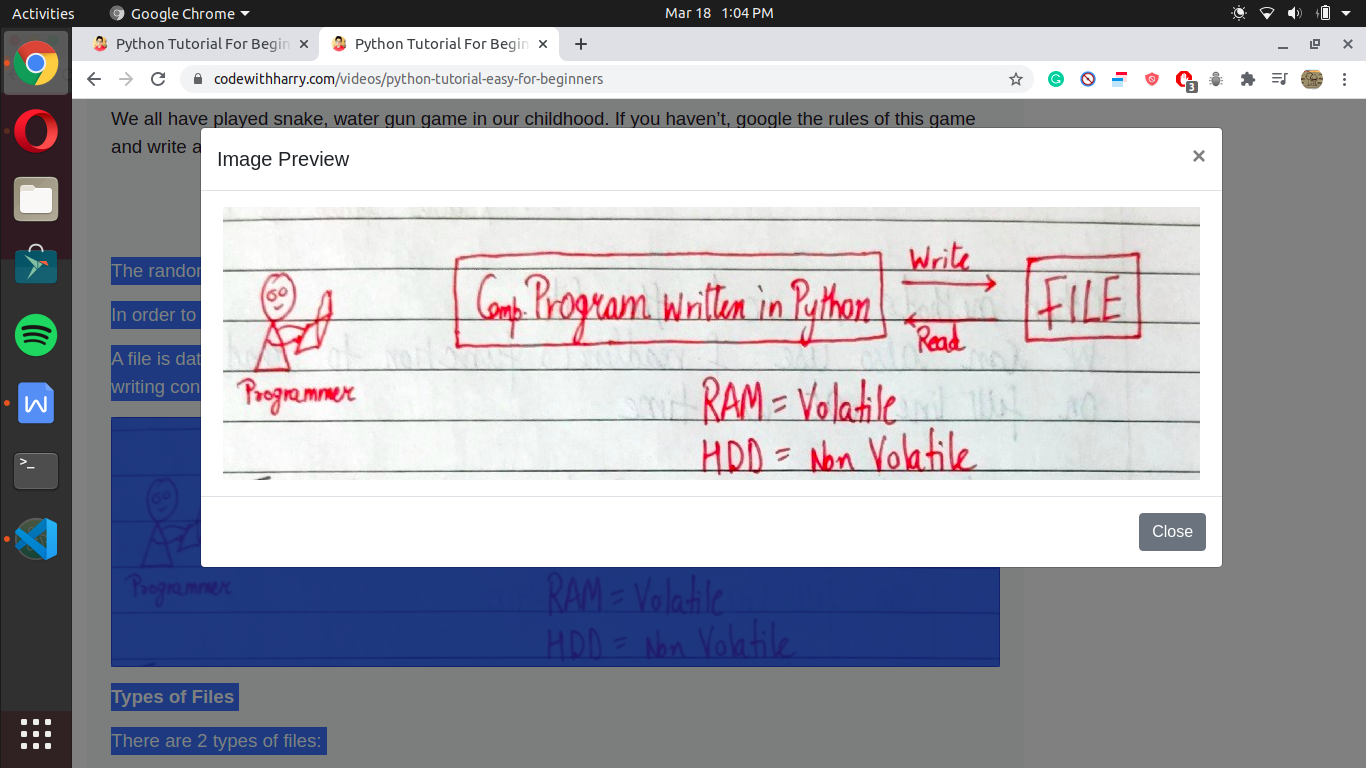 Activities
Google Chrome
Mar 18 1:04 PM
Python Tutorial For Begin
Python Tutorial For Begin
codewithharry.com/videos/python-tutorial-easy-for-beginners
3
We all have played snake, water gun game in our childhood. If you haven't, google the rules of this game
and write a
Image Preview
Comp. Program written in Python
Write
Read
FILE
Programmer
RAM = Volatile
HDD = Non Volatile
Close
The randor
In order to
A file is dat
writing con
Programmer
RAM = Volatile
HDD = Non Volatile
Types of Files
There are 2 types of files: